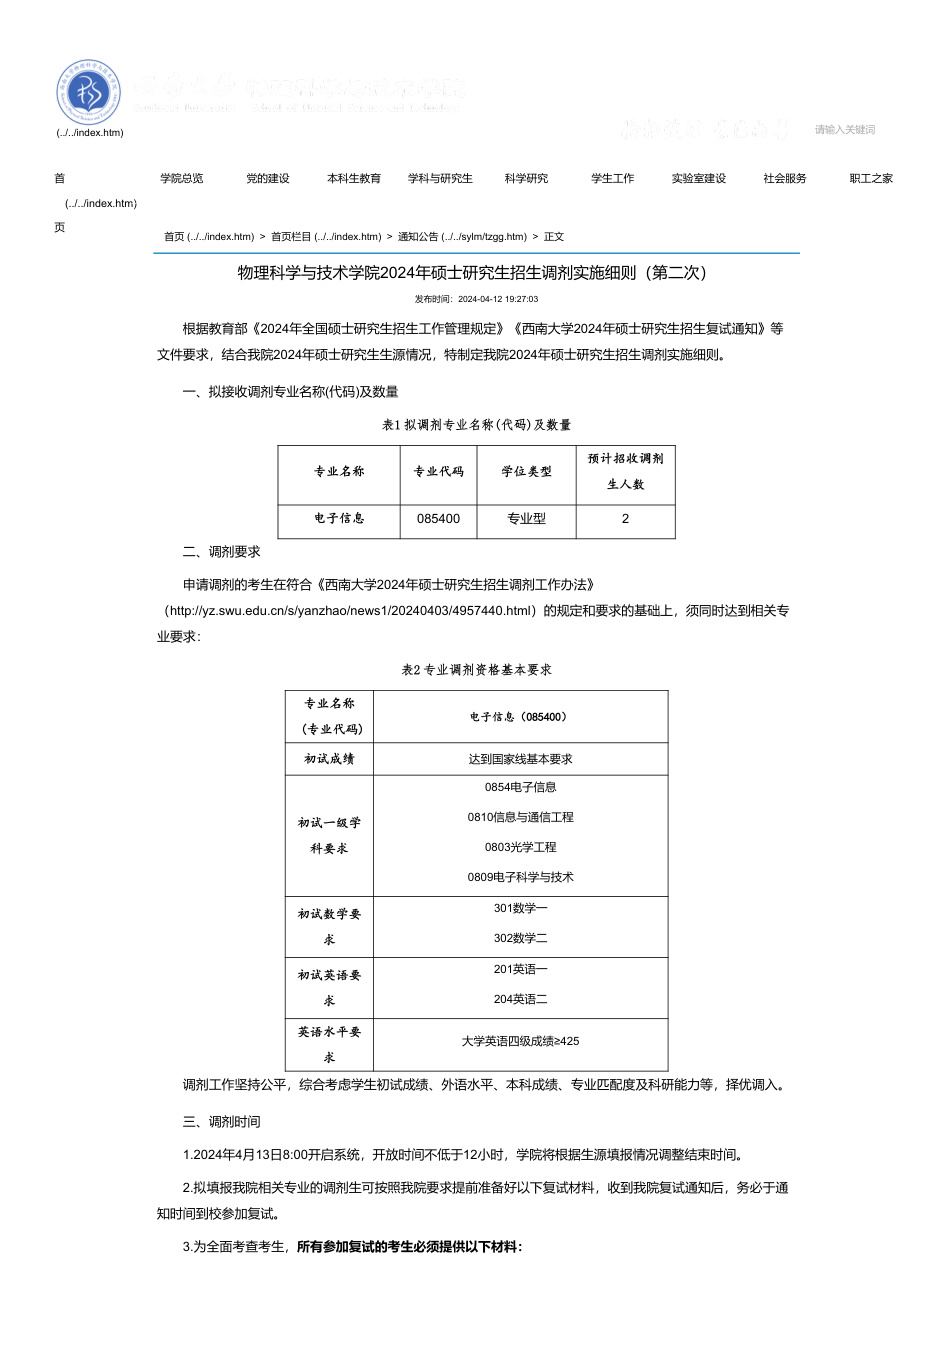 (../../index.htm)
请输入关键词
首 学院总览 党的建设 本科生教育 学科与研究生 科学研究 学生工作 实验室建设 社会服务 职工之家
(../../index.htm)
页
首页 (../../index.htm) > 首页栏目 (../../index.htm) > 通知公告 (../../sylm/tzgg.htm) > 正文
物理科学与技术学院2024年硕士研究生招生调剂实施细则（第二次）
发布时间：2024-04-12 19:27:03
根据教育部《2024年全国硕士研究生招生工作管理规定》《西南大学2024年硕士研究生招生复试通知》等
文件要求，结合我院2024年硕士研究生生源情况，特制定我院2024年硕士研究生招生调剂实施细则。
一、拟接收调剂专业名称(代码)及数量
表1 拟调剂专业名称(代码)及数量
专业名称 专业代码 学位类型 预计招收调剂
生人数
电子信息 085400 专业型 2
二、调剂要求
申请调剂的考生在符合《西南大学2024年硕士研究生招生调剂工作办法》
（http://yz.swu.edu.cn/s/yanzhao/news1/20240403/4957440.html）的规定和要求的基础上，须同时达到相关专
业要求：
表2 专业调剂资格基本要求
专业名称
（专业代码）
电子信息（085400）
初试成绩 达到国家线基本要求
初试一级学
科要求
0854电子信息
0810信息与通信工程
0803光学工程
0809电子科学与技术
初试数学要
求
301数学一
302数学二
初试英语要
求
201英语一
204英语二
英语水平要
求
大学英语四级成绩≥425
调剂工作坚持公平，综合考虑学生初试成绩、外语水平、本科成绩、专业匹配度及科研能力等，择优调入。
三、调剂时间
1.2024年4月13日8:00开启系统，开放时间不低于12小时，学院将根据生源填报情况调整结束时间。
2.拟填报我院相关专业的调剂生可按照我院要求提前准备好以下复试材料，收到我院复试通知后，务必于通
知时间到校参加复试。
3.为全面考查考生，所有参加复试的考生必须提供以下材料：